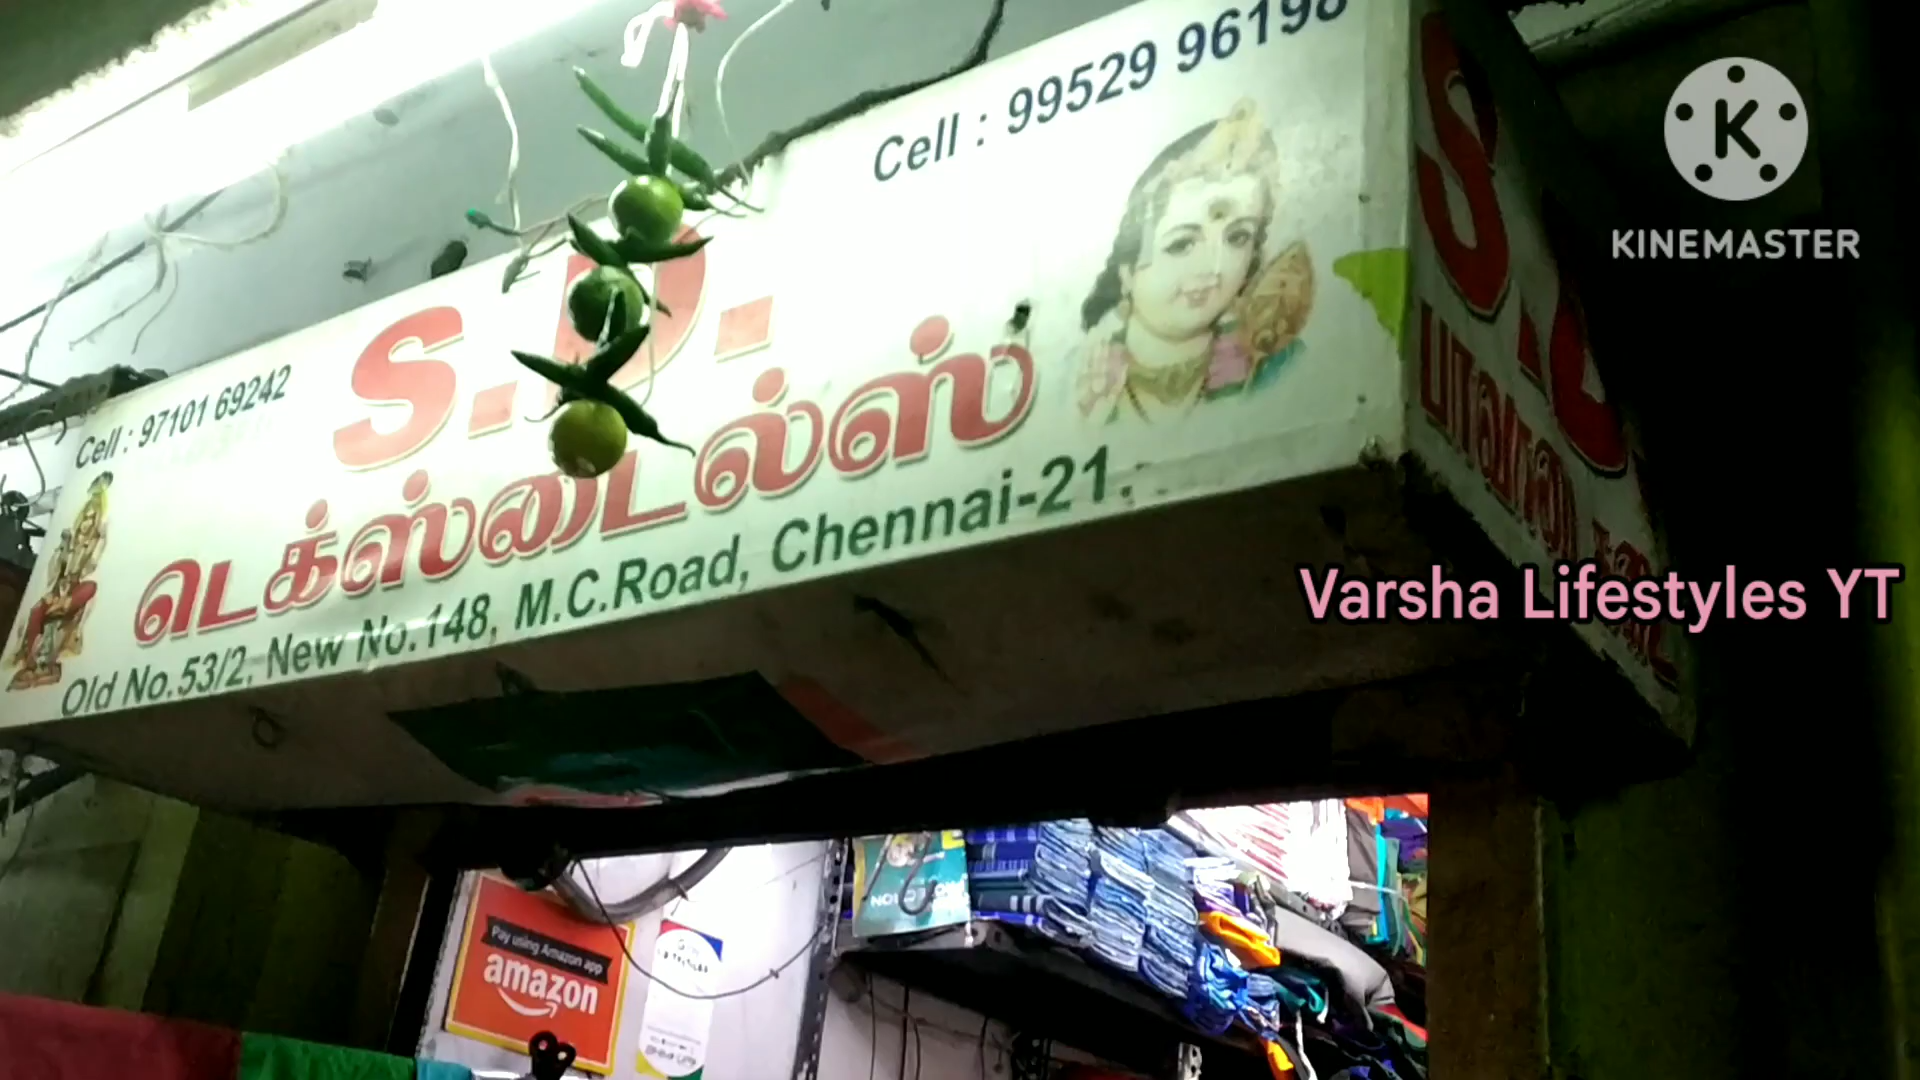 Cell : 99529 96198
Cell : 97101 69242
S.D.
டெக்ஸ்டைல்ஸ்
Old No.53/2, New No.148, M.C.Road, Chennai-21.
K
KINEMASTER
Varsha Lifestyles YT
Pay using Amazon app
amazon